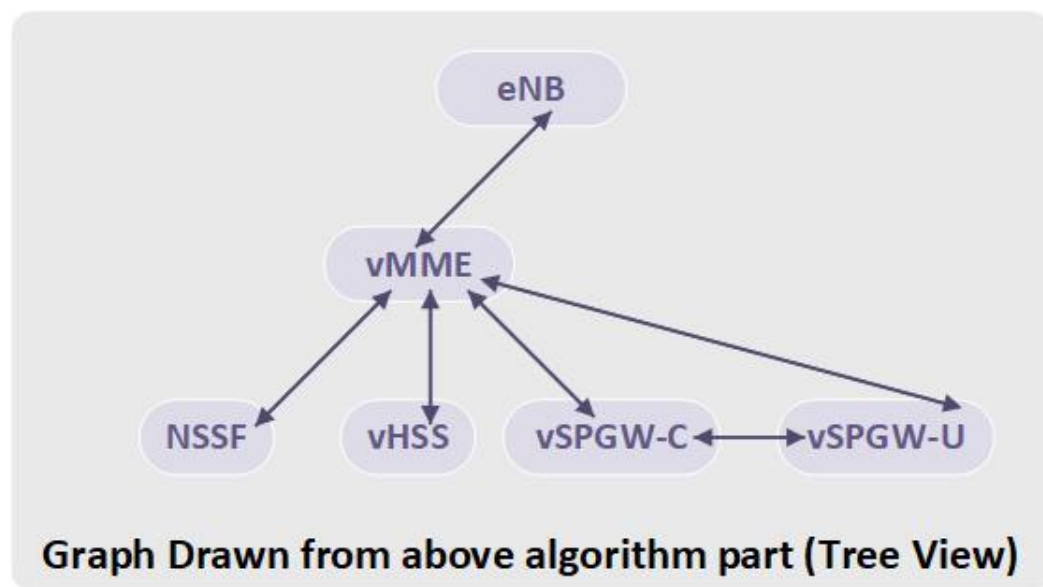 eNB
vMME
NSSF vHSS vSPGW-C vSPGW-U
Graph Drawn from above algorithm part (Tree View)